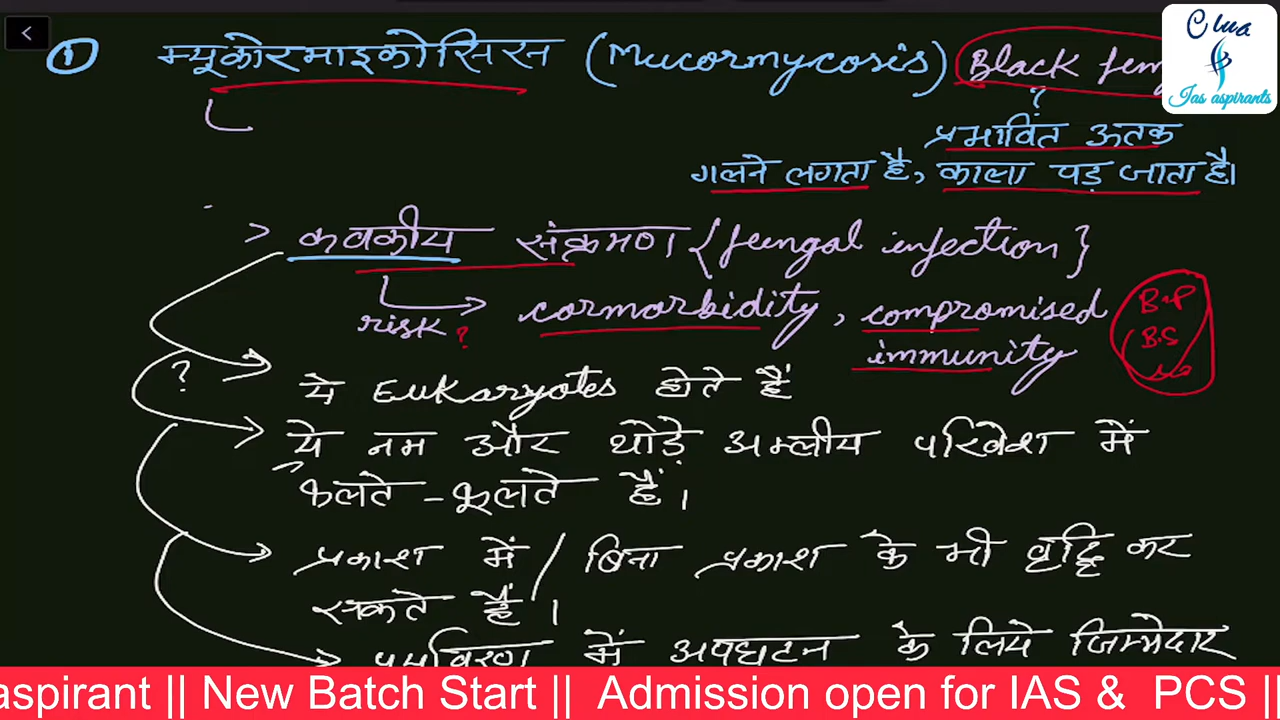 ① म्यूकोरमाइकोसिस (Mucormycosis) Black fung
?
प्रभावित ऊतक
गलने लगता है, काला पड़ जाता है।
Clua
Ias aspirants
> कवकीय संक्रमण {fungal infection}
risk ? cormorbidity, compromised
immunity
B.P
B.S
? ये Eukaryotes होते हैं
ये नम और थोड़े अम्लीय परिवेश में
फलते - फूलते हैं।
प्रकाश में / बिना प्रकाश के भी वृद्धि कर
सकते हैं।
पर्यावरण में अपघटन के लिये जिम्मेदार
aspirant || New Batch Start || Admission open for IAS & PCS ||